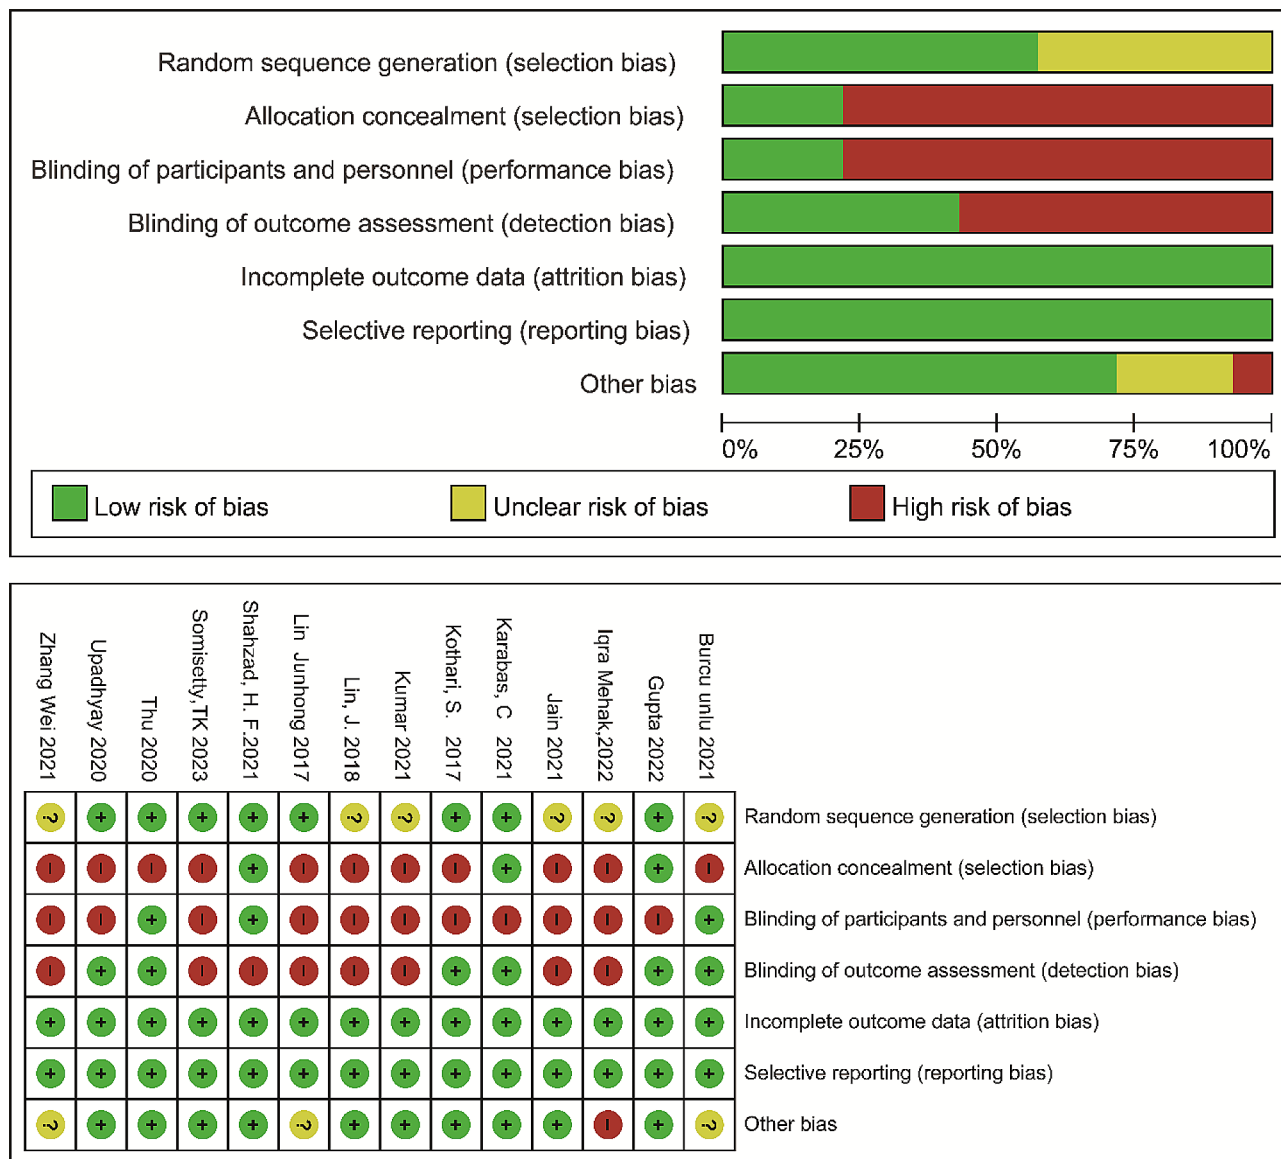 Random sequence generation (selection bias)
Allocation concealment (selection bias)
Blinding of participants and personnel (performance bias)
Blinding of outcome assessment (detection bias)
Incomplete outcome data (attrition bias)
Selective reporting (reporting bias)
Other bias
0% 25% 50% 75% 100%
Low risk of bias Unclear risk of bias High risk of bias
Zhang Wei 2021
Upadhyay 2020
Thu 2020
Somisetty,TK 2023
Shahzad, H. F.2021
Lin Junhong 2017
Lin, J. 2018
Kumar 2021
Kothari, S. 2017
Karabas, C 2021
Jain 2021
Iqra Mehak,2022
Gupta 2022
Burcu unlu 2021
? + + + + + ? ? + + ? ? + ? Random sequence generation (selection bias)
− − − − + − − − − + − − + − Allocation concealment (selection bias)
− − + − + − − − − − − − − + Blinding of participants and personnel (performance bias)
− + + − − − − − + + − − + + Blinding of outcome assessment (detection bias)
+ + + + + + + + + + + + + + Incomplete outcome data (attrition bias)
+ + + + + + + + + + + + + + Selective reporting (reporting bias)
? + + + + ? + + + + + − + ? Other bias